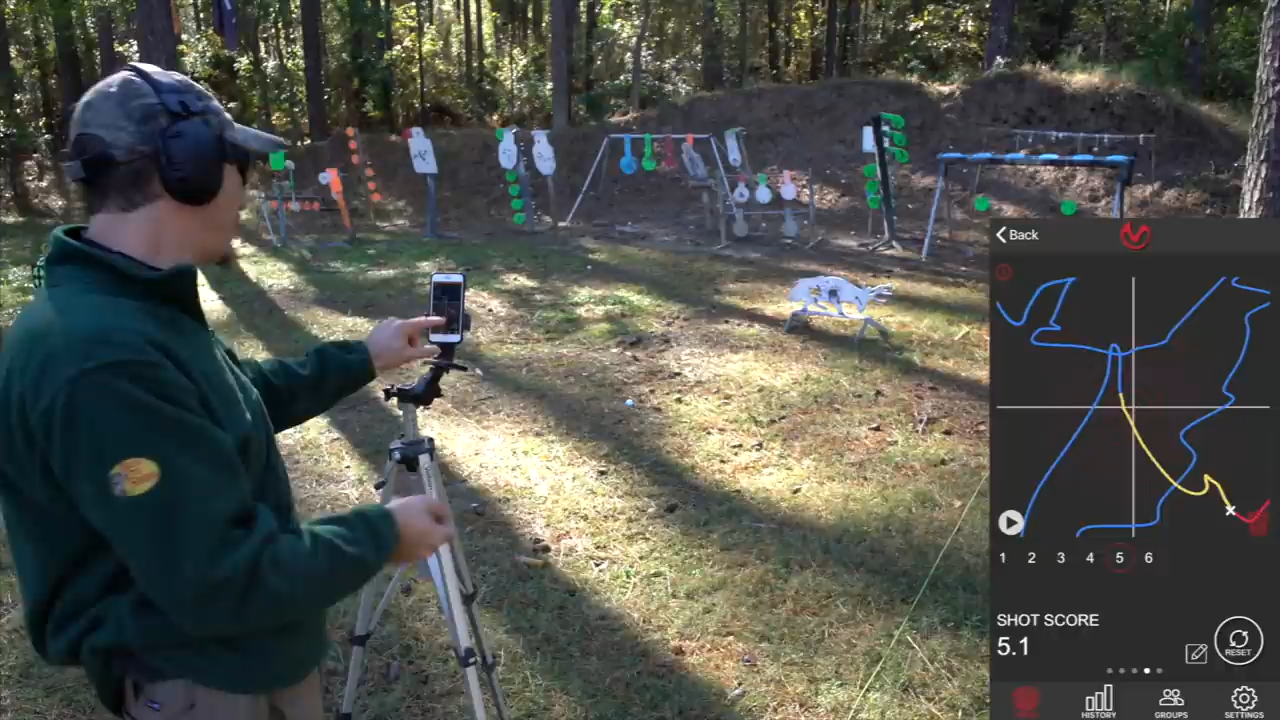 Back
1 2 3 4 5 6
SHOT SCORE
5.1
RESET
HISTORY
GROUPS
SETTINGS